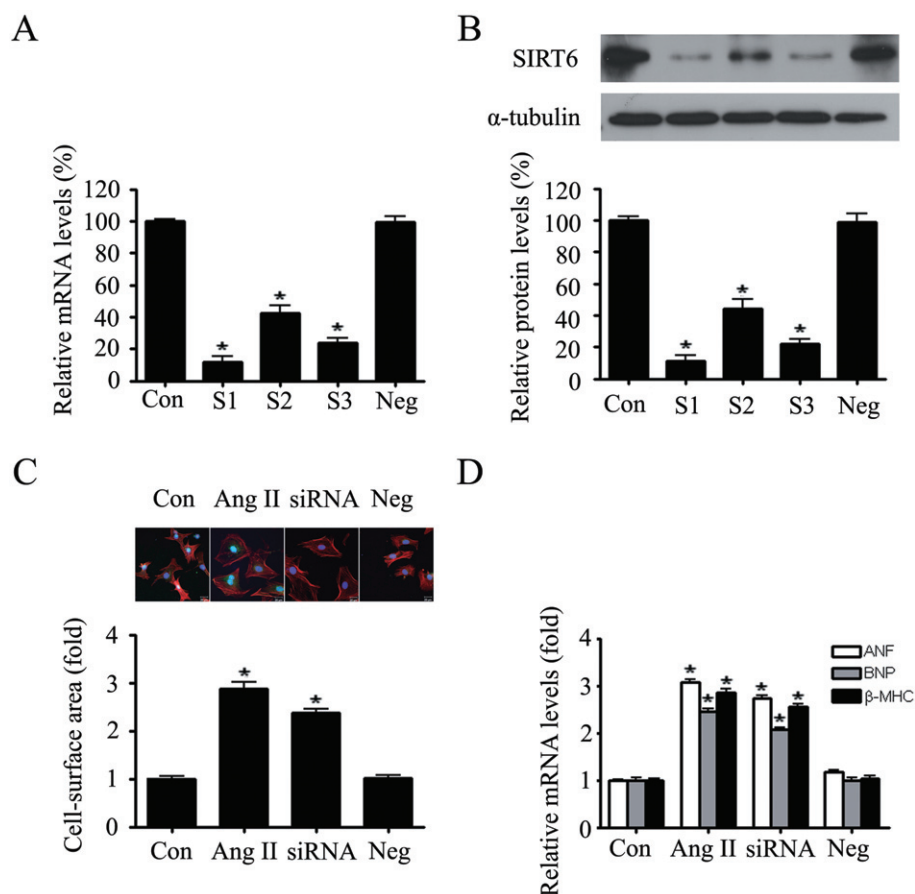 A
Relative mRNA levels (%)
120
100
80
60
40
20
0
*
*
*
Con S1 S2 S3 Neg
B
SIRT6
α-tubulin
Relative protein levels (%)
120
100
80
60
40
20
0
*
*
*
Con S1 S2 S3 Neg
C
Con Ang II siRNA Neg
Cell-surface area (fold)
4
3
2
1
0
*
*
Con Ang II siRNA Neg
D
Relative mRNA levels (fold)
4
3
2
1
0
*
*
*
*
*
*
ANF
BNP
β-MHC
Con Ang II siRNA Neg